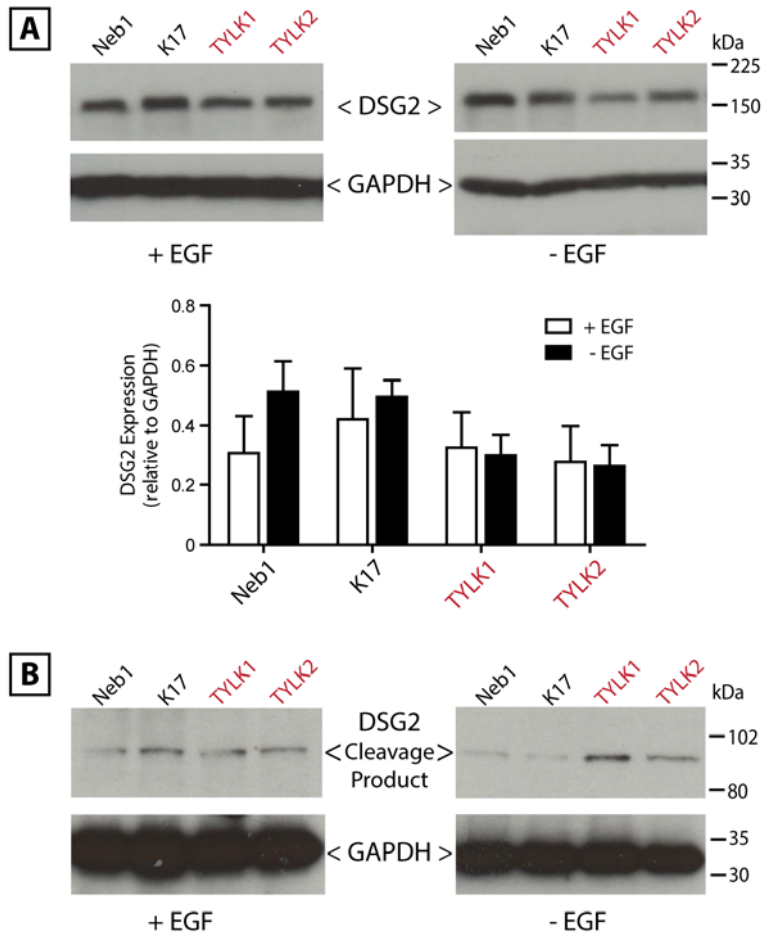 A
Neb1 K17 TYLK1 TYLK2 Neb1 K17 TYLK1 TYLK2
kDa
225
< DSG2 >
150
35
< GAPDH >
30
+ EGF - EGF
0.8
0.6
0.4
0.2
0
DSG2 Expression
(relative to GAPDH)
+ EGF
- EGF
Neb1 K17 TYLK1 TYLK2
B
Neb1 K17 TYLK1 TYLK2 Neb1 K17 TYLK1 TYLK2
kDa
DSG2
<Cleavage>
Product
102
80
35
< GAPDH >
30
+ EGF - EGF